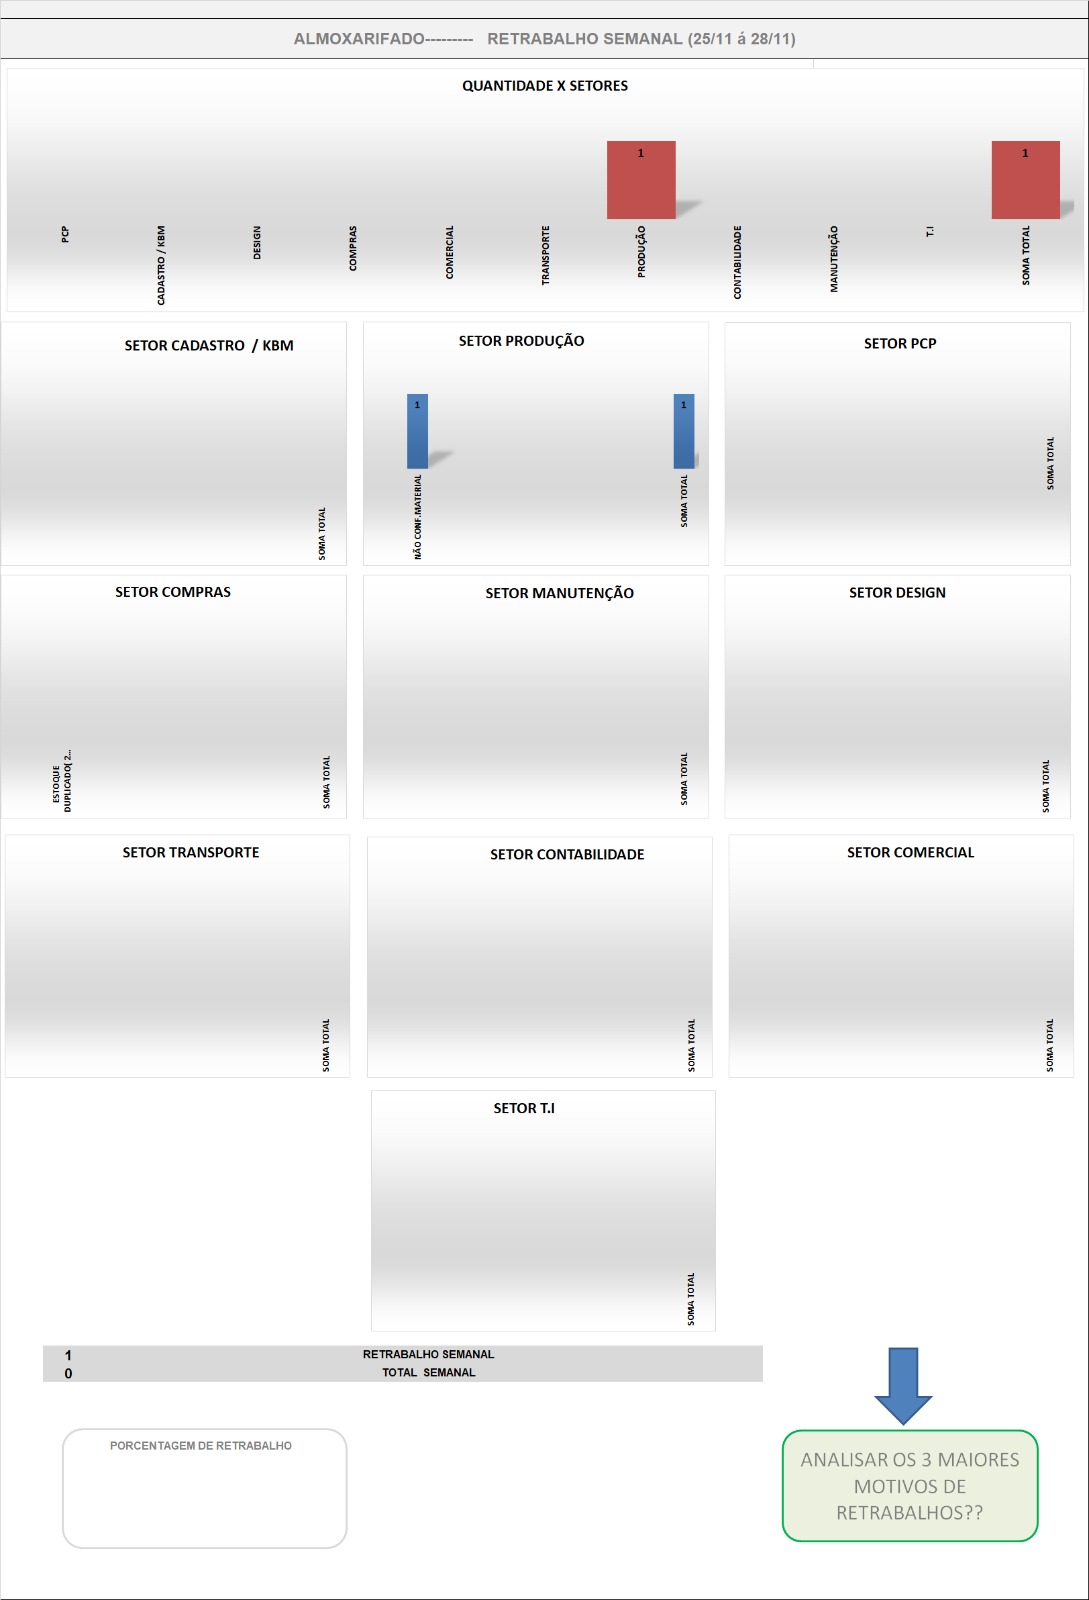 ALMOXARIFADO--------- RETRABALHO SEMANAL (25/11 á 28/11)
QUANTIDADE X SETORES
1
1
PCP
CADASTRO / KBM
DESIGN
COMPRAS
COMERCIAL
TRANSPORTE
PRODUÇÃO
CONTABILIDADE
MANUTENÇÃO
T.I
SOMA TOTAL
SETOR CADASTRO / KBM
SOMA TOTAL
SETOR PRODUÇÃO
1
1
NÃO CONF.MATERIAL
SOMA TOTAL
SETOR PCP
SOMA TOTAL
SETOR COMPRAS
ESTOQUE
DUPLICADO( 2...
SOMA TOTAL
SETOR MANUTENÇÃO
SOMA TOTAL
SETOR DESIGN
SOMA TOTAL
SETOR TRANSPORTE
SOMA TOTAL
SETOR CONTABILIDADE
SOMA TOTAL
SETOR COMERCIAL
SOMA TOTAL
SETOR T.I
SOMA TOTAL
1 RETRABALHO SEMANAL
0 TOTAL SEMANAL
PORCENTAGEM DE RETRABALHO
ANALISAR OS 3 MAIORES
MOTIVOS DE
RETRABALHOS??